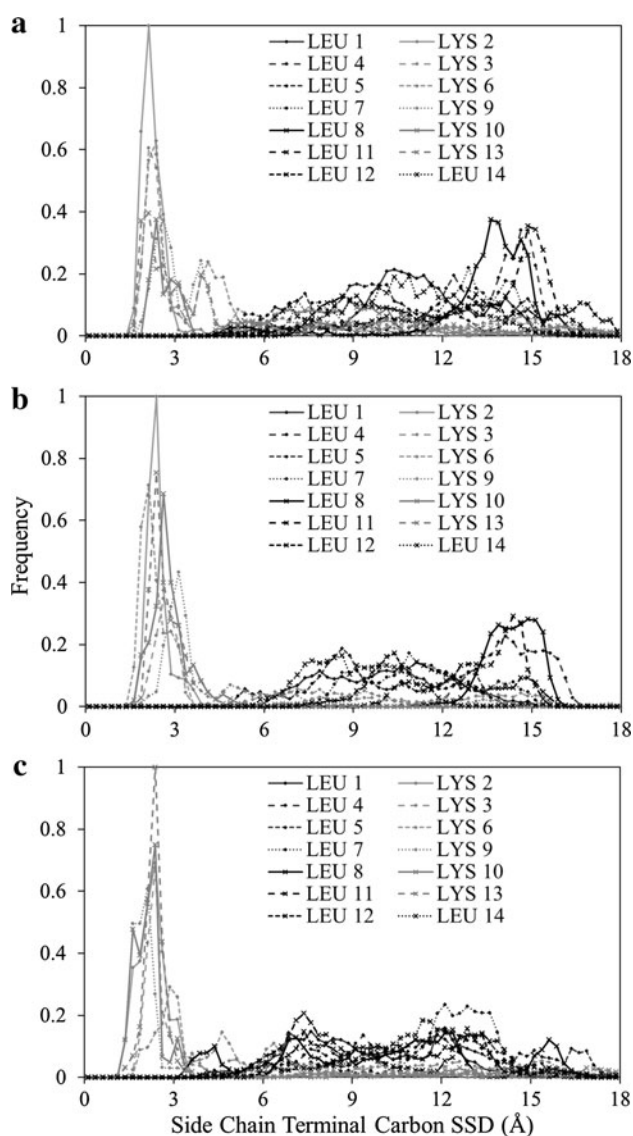 a
1
LEU 1 LYS 2
LEU 4 LYS 3
0.8
LEU 5 LYS 6
LEU 7 LYS 9
0.6
LEU 8 LYS 10
LEU 11 LYS 13
LEU 12 LEU 14
0.4
0.2
0
0 3 6 9 12 15 18
b
1
LEU 1 LYS 2
LEU 4 LYS 3
0.8
LEU 5 LYS 6
LEU 7 LYS 9
0.6
LEU 8 LYS 10
LEU 11 LYS 13
LEU 12 LEU 14
Frequency
0.4
0.2
0
0 3 6 9 12 15 18
c
1
LEU 1 LYS 2
LEU 4 LYS 3
0.8
LEU 5 LYS 6
LEU 7 LYS 9
0.6
LEU 8 LYS 10
LEU 11 LYS 13
LEU 12 LEU 14
0.4
0.2
0
0 3 6 9 12 15 18
Side Chain Terminal Carbon SSD (Å)